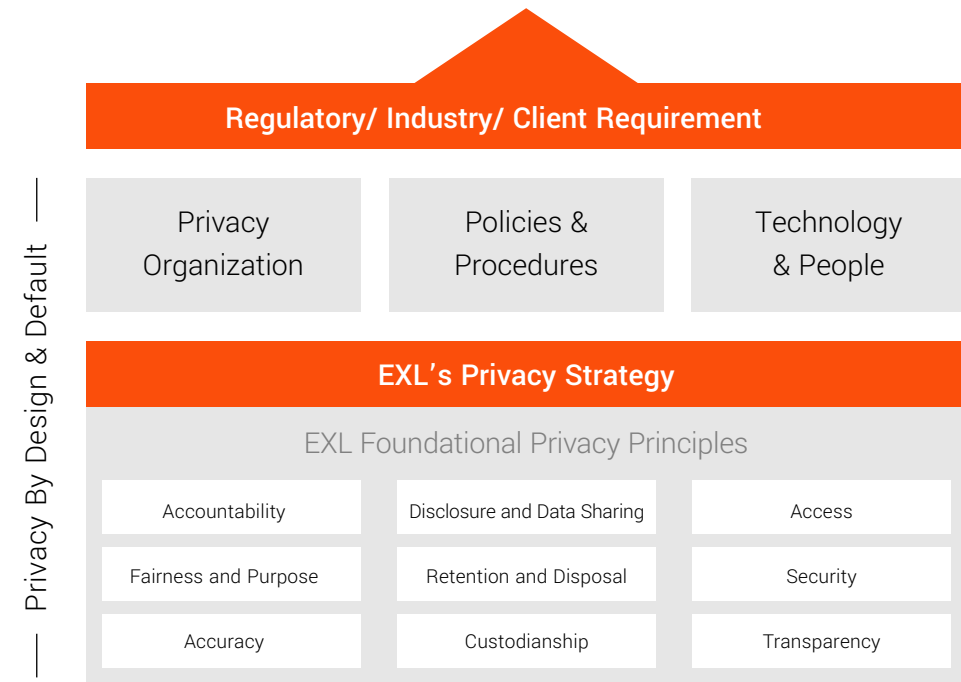 Regulatory/ Industry/ Client Requirement
Privacy
Organization
Policies &
Procedures
Technology
& People
Privacy By Design & Default
EXL’s Privacy Strategy
EXL Foundational Privacy Principles
Accountability
Disclosure and Data Sharing
Access
Fairness and Purpose
Retention and Disposal
Security
Accuracy
Custodianship
Transparency